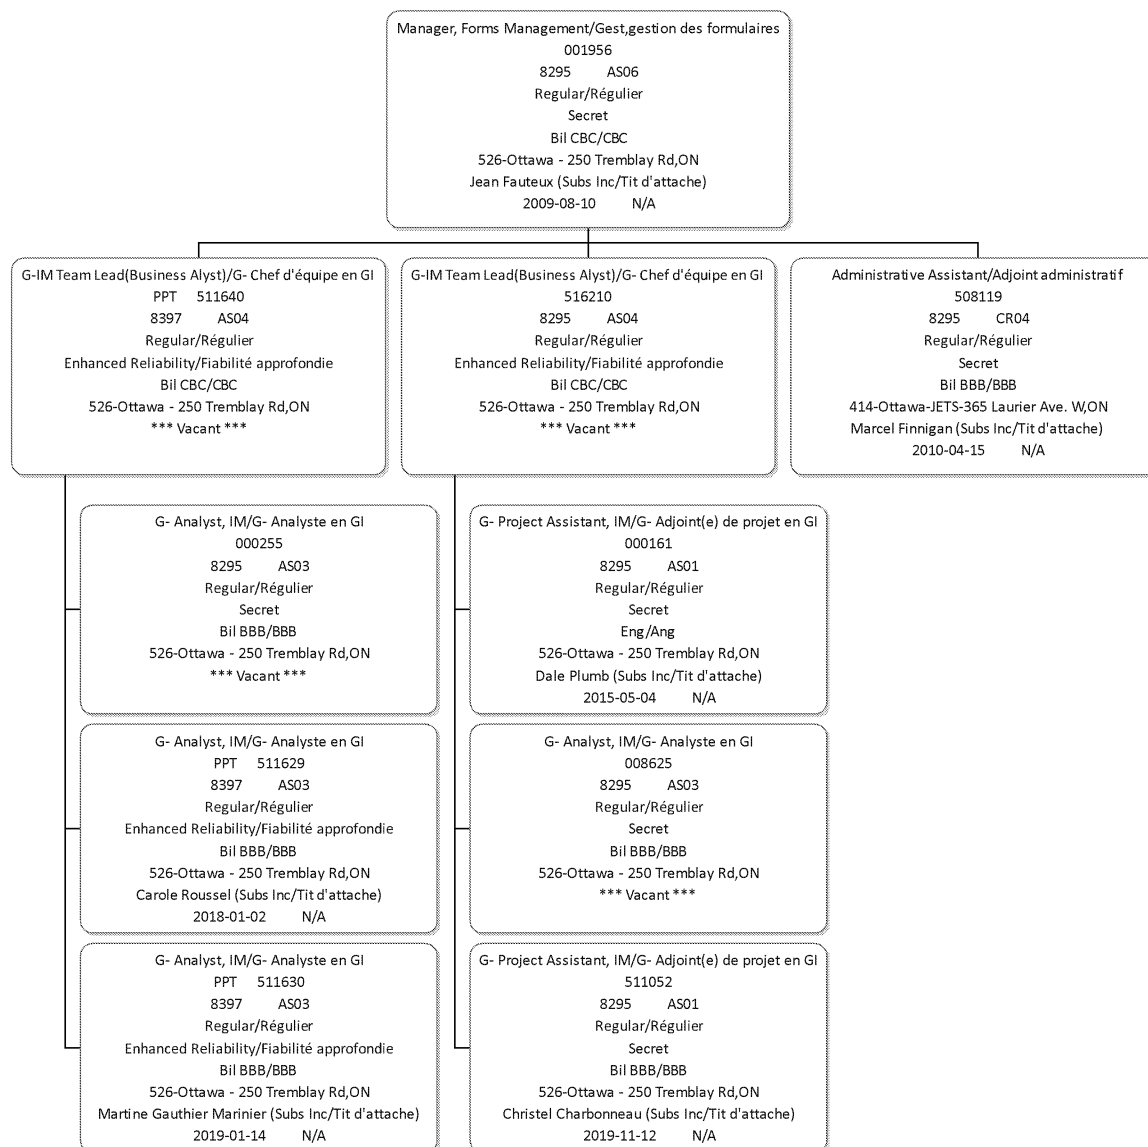 Manager, Forms Management/Gest,gestion des formulaires
001956
8295 AS06
Regular/Régulier
Secret
Bil CBC/CBC
526-Ottawa - 250 Tremblay Rd,ON
Jean Fauteux (Subs Inc/Tit d'attache)
2009-08-10 N/A
G-IM Team Lead(Business Alyst)/G- Chef d'équipe en GI
PPT 511640
8397 AS04
Regular/Régulier
Enhanced Reliability/Fiabilité approfondie
Bil CBC/CBC
526-Ottawa - 250 Tremblay Rd,ON
*** Vacant ***
G-IM Team Lead(Business Alyst)/G- Chef d'équipe en GI
516210
8295 AS04
Regular/Régulier
Enhanced Reliability/Fiabilité approfondie
Bil CBC/CBC
526-Ottawa - 250 Tremblay Rd,ON
*** Vacant ***
Administrative Assistant/Adjoint administratif
508119
8295 CR04
Regular/Régulier
Secret
Bil BBB/BBB
414-Ottawa-JETS-365 Laurier Ave. W,ON
Marcel Finnigan (Subs Inc/Tit d'attache)
2010-04-15 N/A
G- Analyst, IM/G- Analyste en GI
000255
8295 AS03
Regular/Régulier
Secret
Bil BBB/BBB
526-Ottawa - 250 Tremblay Rd,ON
*** Vacant ***
G- Analyst, IM/G- Analyste en GI
PPT 511629
8397 AS03
Regular/Régulier
Enhanced Reliability/Fiabilité approfondie
Bil BBB/BBB
526-Ottawa - 250 Tremblay Rd,ON
Carole Roussel (Subs Inc/Tit d'attache)
2018-01-02 N/A
G- Analyst, IM/G- Analyste en GI
PPT 511630
8397 AS03
Regular/Régulier
Enhanced Reliability/Fiabilité approfondie
Bil BBB/BBB
526-Ottawa - 250 Tremblay Rd,ON
Martine Gauthier Marinier (Subs Inc/Tit d'attache)
2019-01-14 N/A
G- Project Assistant, IM/G- Adjoint(e) de projet en GI
000161
8295 AS01
Regular/Régulier
Secret
Eng/Ang
526-Ottawa - 250 Tremblay Rd,ON
Dale Plumb (Subs Inc/Tit d'attache)
2015-05-04 N/A
G- Analyst, IM/G- Analyste en GI
008625
8295 AS03
Regular/Régulier
Secret
Bil BBB/BBB
526-Ottawa - 250 Tremblay Rd,ON
*** Vacant ***
G- Project Assistant, IM/G- Adjoint(e) de projet en GI
511052
8295 AS01
Regular/Régulier
Secret
Bil BBB/BBB
526-Ottawa - 250 Tremblay Rd,ON
Christel Charbonneau (Subs Inc/Tit d'attache)
2019-11-12 N/A